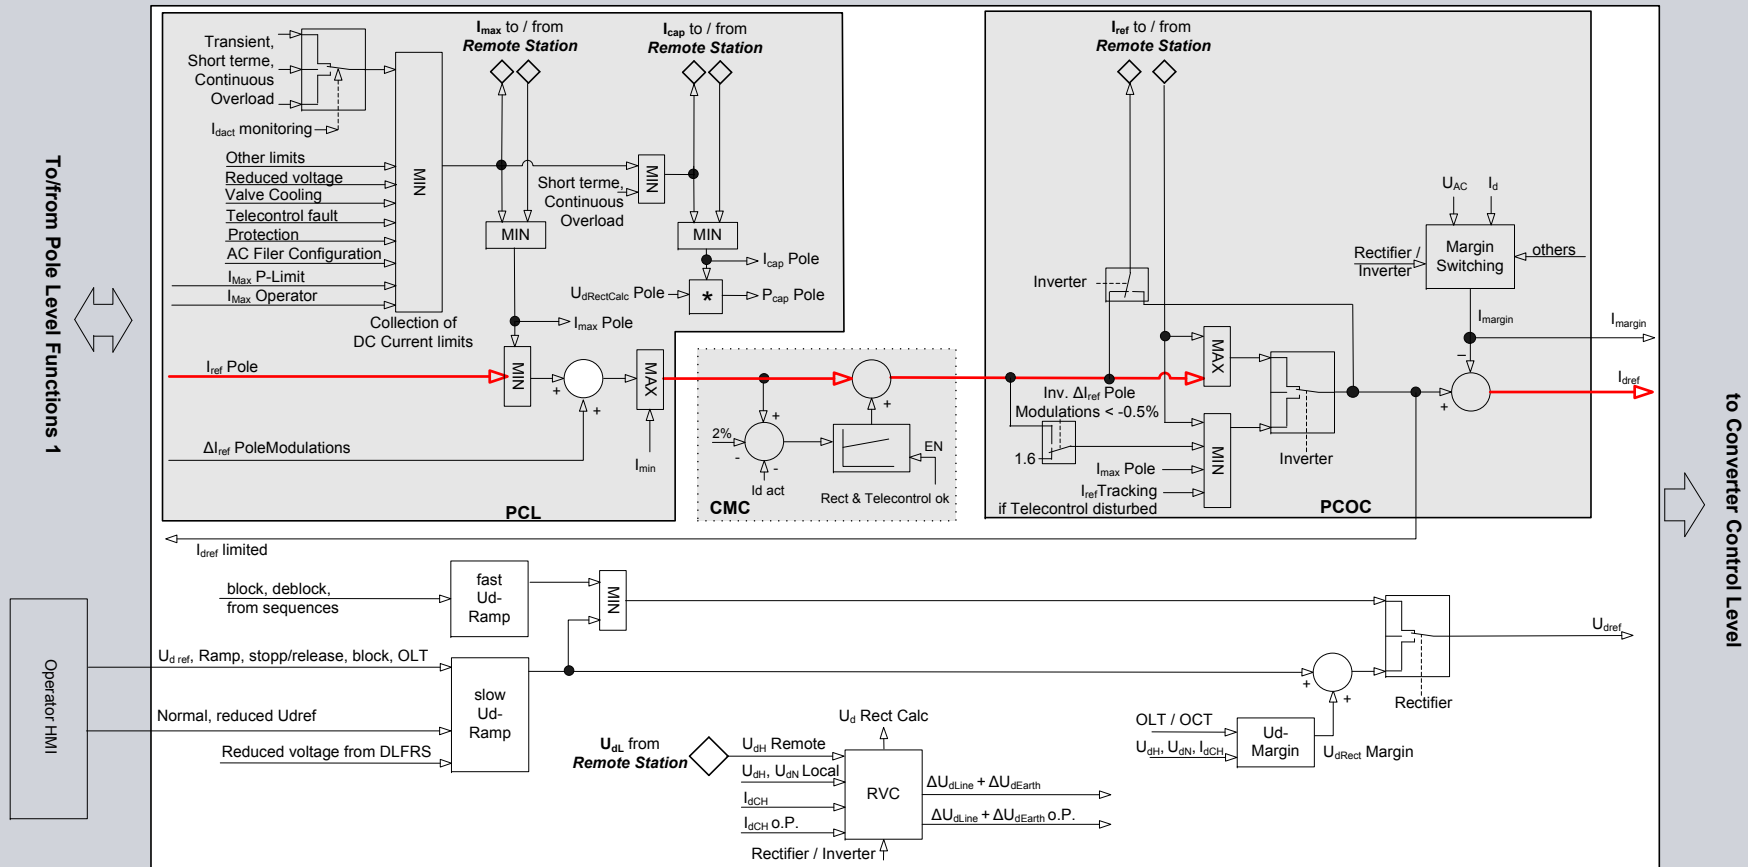 To/from Pole Level Functions 1
Operator HMI
Transient,
Short terme,
Continuous
Overload
Idact monitoring
Other limits
Reduced voltage
Valve Cooling
Telecontrol fault
Protection
AC Filer Configuration
IMax P-Limit
IMax Operator
MIN
Collection of
DC Current limits
Imax to / from
Remote Station
Icap to / from
Remote Station
Short terme,
Continuous
Overload
MIN
MIN
MIN
Icap Pole
UdRectCalc Pole
*
Pcap Pole
Imax Pole
Iref Pole
MIN
+
+
MAX
ΔIref PoleModulations
Imin
PCL
2%
+
-
-
Id act
+
EN
Rect & Telecontrol ok
CMC
Iref to / from
Remote Station
Inverter
MAX
Inv. ΔIref Pole
Modulations < -0.5%
1.6
MIN
Imax Pole
IrefTracking
if Telecontrol disturbed
Inverter
PCOC
UAC
Id
Rectifier /
Inverter
Margin
Switching
others
Imargin
Imargin
–
+
Idref
Idref limited
block, deblock,
from sequences
fast
Ud-
Ramp
MIN
Ud ref, Ramp, stopp/release, block, OLT
Normal, reduced Udref
Reduced voltage from DLFRS
slow
Ud-
Ramp
UdL from
Remote Station
Ud Rect Calc
UdH Remote
UdH, UdN Local
IdCH
IdCH o.P.
RVC
ΔUdLine + ΔUdEarth
ΔUdLine + ΔUdEarth o.P.
Rectifier / Inverter
OLT / OCT
UdH, UdN, IdCH
Ud-
Margin
UdRect Margin
+
+
Rectifier
Udref
to Converter Control Level